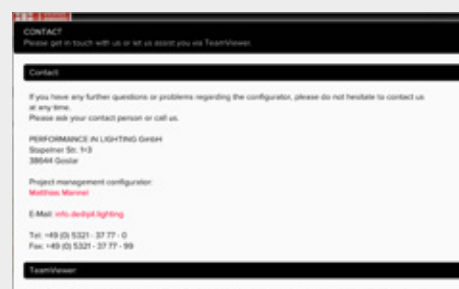 CONTACT
Please get in touch with us or let us assist you via TeamViewer.
Contact
If you have any further questions or problems regarding the configurator, please do not hesitate to contact us
at any time.
Please ask your contact person or call us.
PERFORMANCE IN LIGHTING GmbH
Stapelner Str. 1+3
38644 Goslar
Project management configurator:
Matthias Mannel
E-Mail: info.de@pil.lighting
Tel: +49 (0) 5321 - 37 77 - 0
Fax: +49 (0) 5321 - 37 77 - 99
TeamViewer